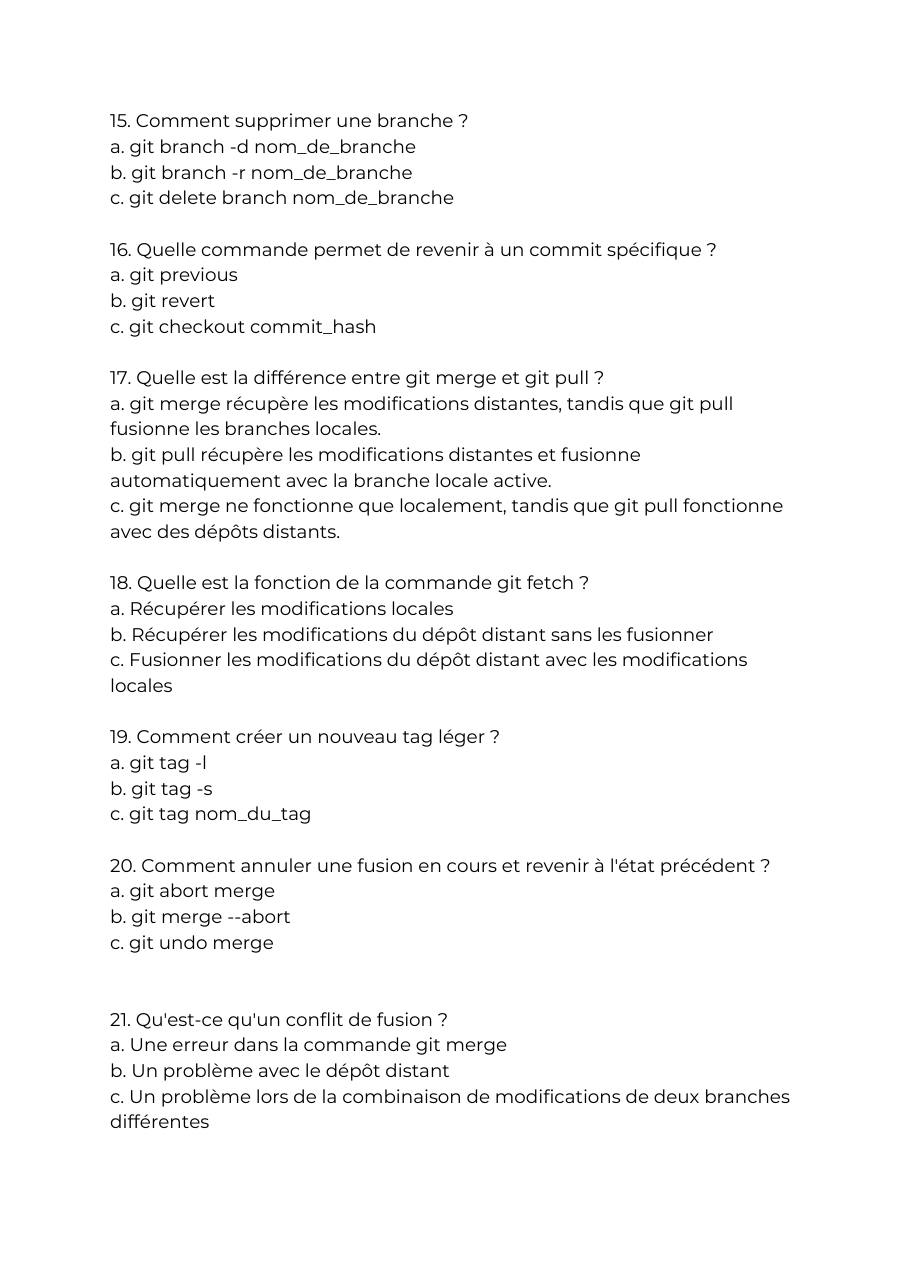 15. Comment supprimer une branche ?
a. git branch -d nom_de_branche
b. git branch -r nom_de_branche
c. git delete branch nom_de_branche
16. Quelle commande permet de revenir à un commit spécifique ?
a. git previous
b. git revert
c. git checkout commit_hash
17. Quelle est la différence entre git merge et git pull ?
a. git merge récupère les modifications distantes, tandis que git pull
fusionne les branches locales.
b. git pull récupère les modifications distantes et fusionne
automatiquement avec la branche locale active.
c. git merge ne fonctionne que localement, tandis que git pull fonctionne
avec des dépôts distants.
18. Quelle est la fonction de la commande git fetch ?
a. Récupérer les modifications locales
b. Récupérer les modifications du dépôt distant sans les fusionner
c. Fusionner les modifications du dépôt distant avec les modifications
locales
19. Comment créer un nouveau tag léger ?
a. git tag -l
b. git tag -s
c. git tag nom_du_tag
20. Comment annuler une fusion en cours et revenir à l'état précédent ?
a. git abort merge
b. git merge --abort
c. git undo merge
21. Qu'est-ce qu'un conflit de fusion ?
a. Une erreur dans la commande git merge
b. Un problème avec le dépôt distant
c. Un problème lors de la combinaison de modifications de deux branches
différentes